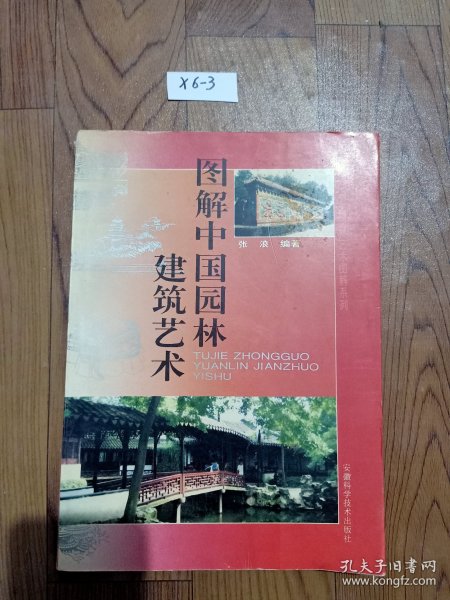 X6-3
图解中国园林
建筑艺术
张浪 编著
TUJIE ZHONGGUO
YUANLIN JIANZHUO
YISHU
安徽科学技术出版社
孔夫子旧书网
www.kongfz.com